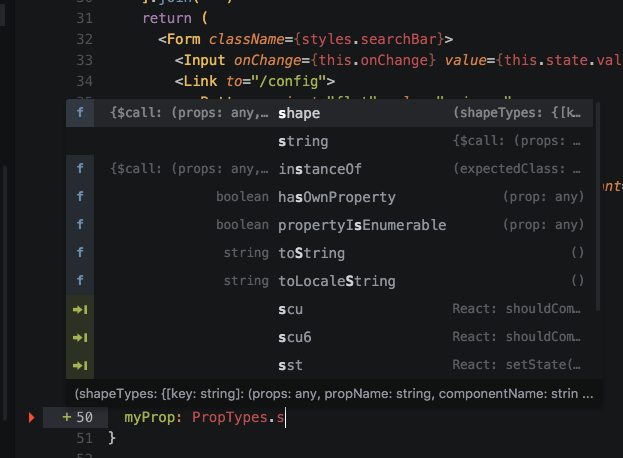 ].join(
31 return (
32 <Form className={styles.searchBar}>
33 <Input onChange={this.onChange} value={this.state.val
34 <Link to="/config">
f {$call: (props: any,… shape (shapeTypes: {[k…
string {$call: (props: …
f {$call: (props: any,… instanceOf (expectedClass: …
f boolean hasOwnProperty (prop: any)
nt=
f boolean propertyIsEnumerable (prop: any)
f string toString ()
f string toLocaleString ()
scu React: shouldCom…
scu6 React: shouldCom…
sst React: setState(…
(shapeTypes: {[key: string]: (props: any, propName: string, componentName: strin ...
+ 50 myProp: PropTypes.s
51 }